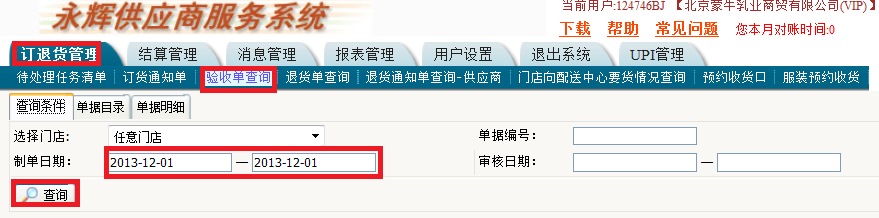 永辉供应商服务系统
当前用户:124746BJ 【北京蒙牛乳业商贸有限公司(VIP)】
下载 帮助 常见问题 您本月对账时间:0
订退货管理 结算管理 消息管理 报表管理 用户设置 退出系统 UPI管理
待处理任务清单 订货通知单 验收单查询 退货单查询 退货通知单查询-供应商 门店向配送中心要货情况查询 预约收货口 服装预约收货
查询条件 单据目录 单据明细
选择门店: 任意门店 单据编号:
制单日期: 2013-12-01 — 2013-12-01 审核日期: —
查询